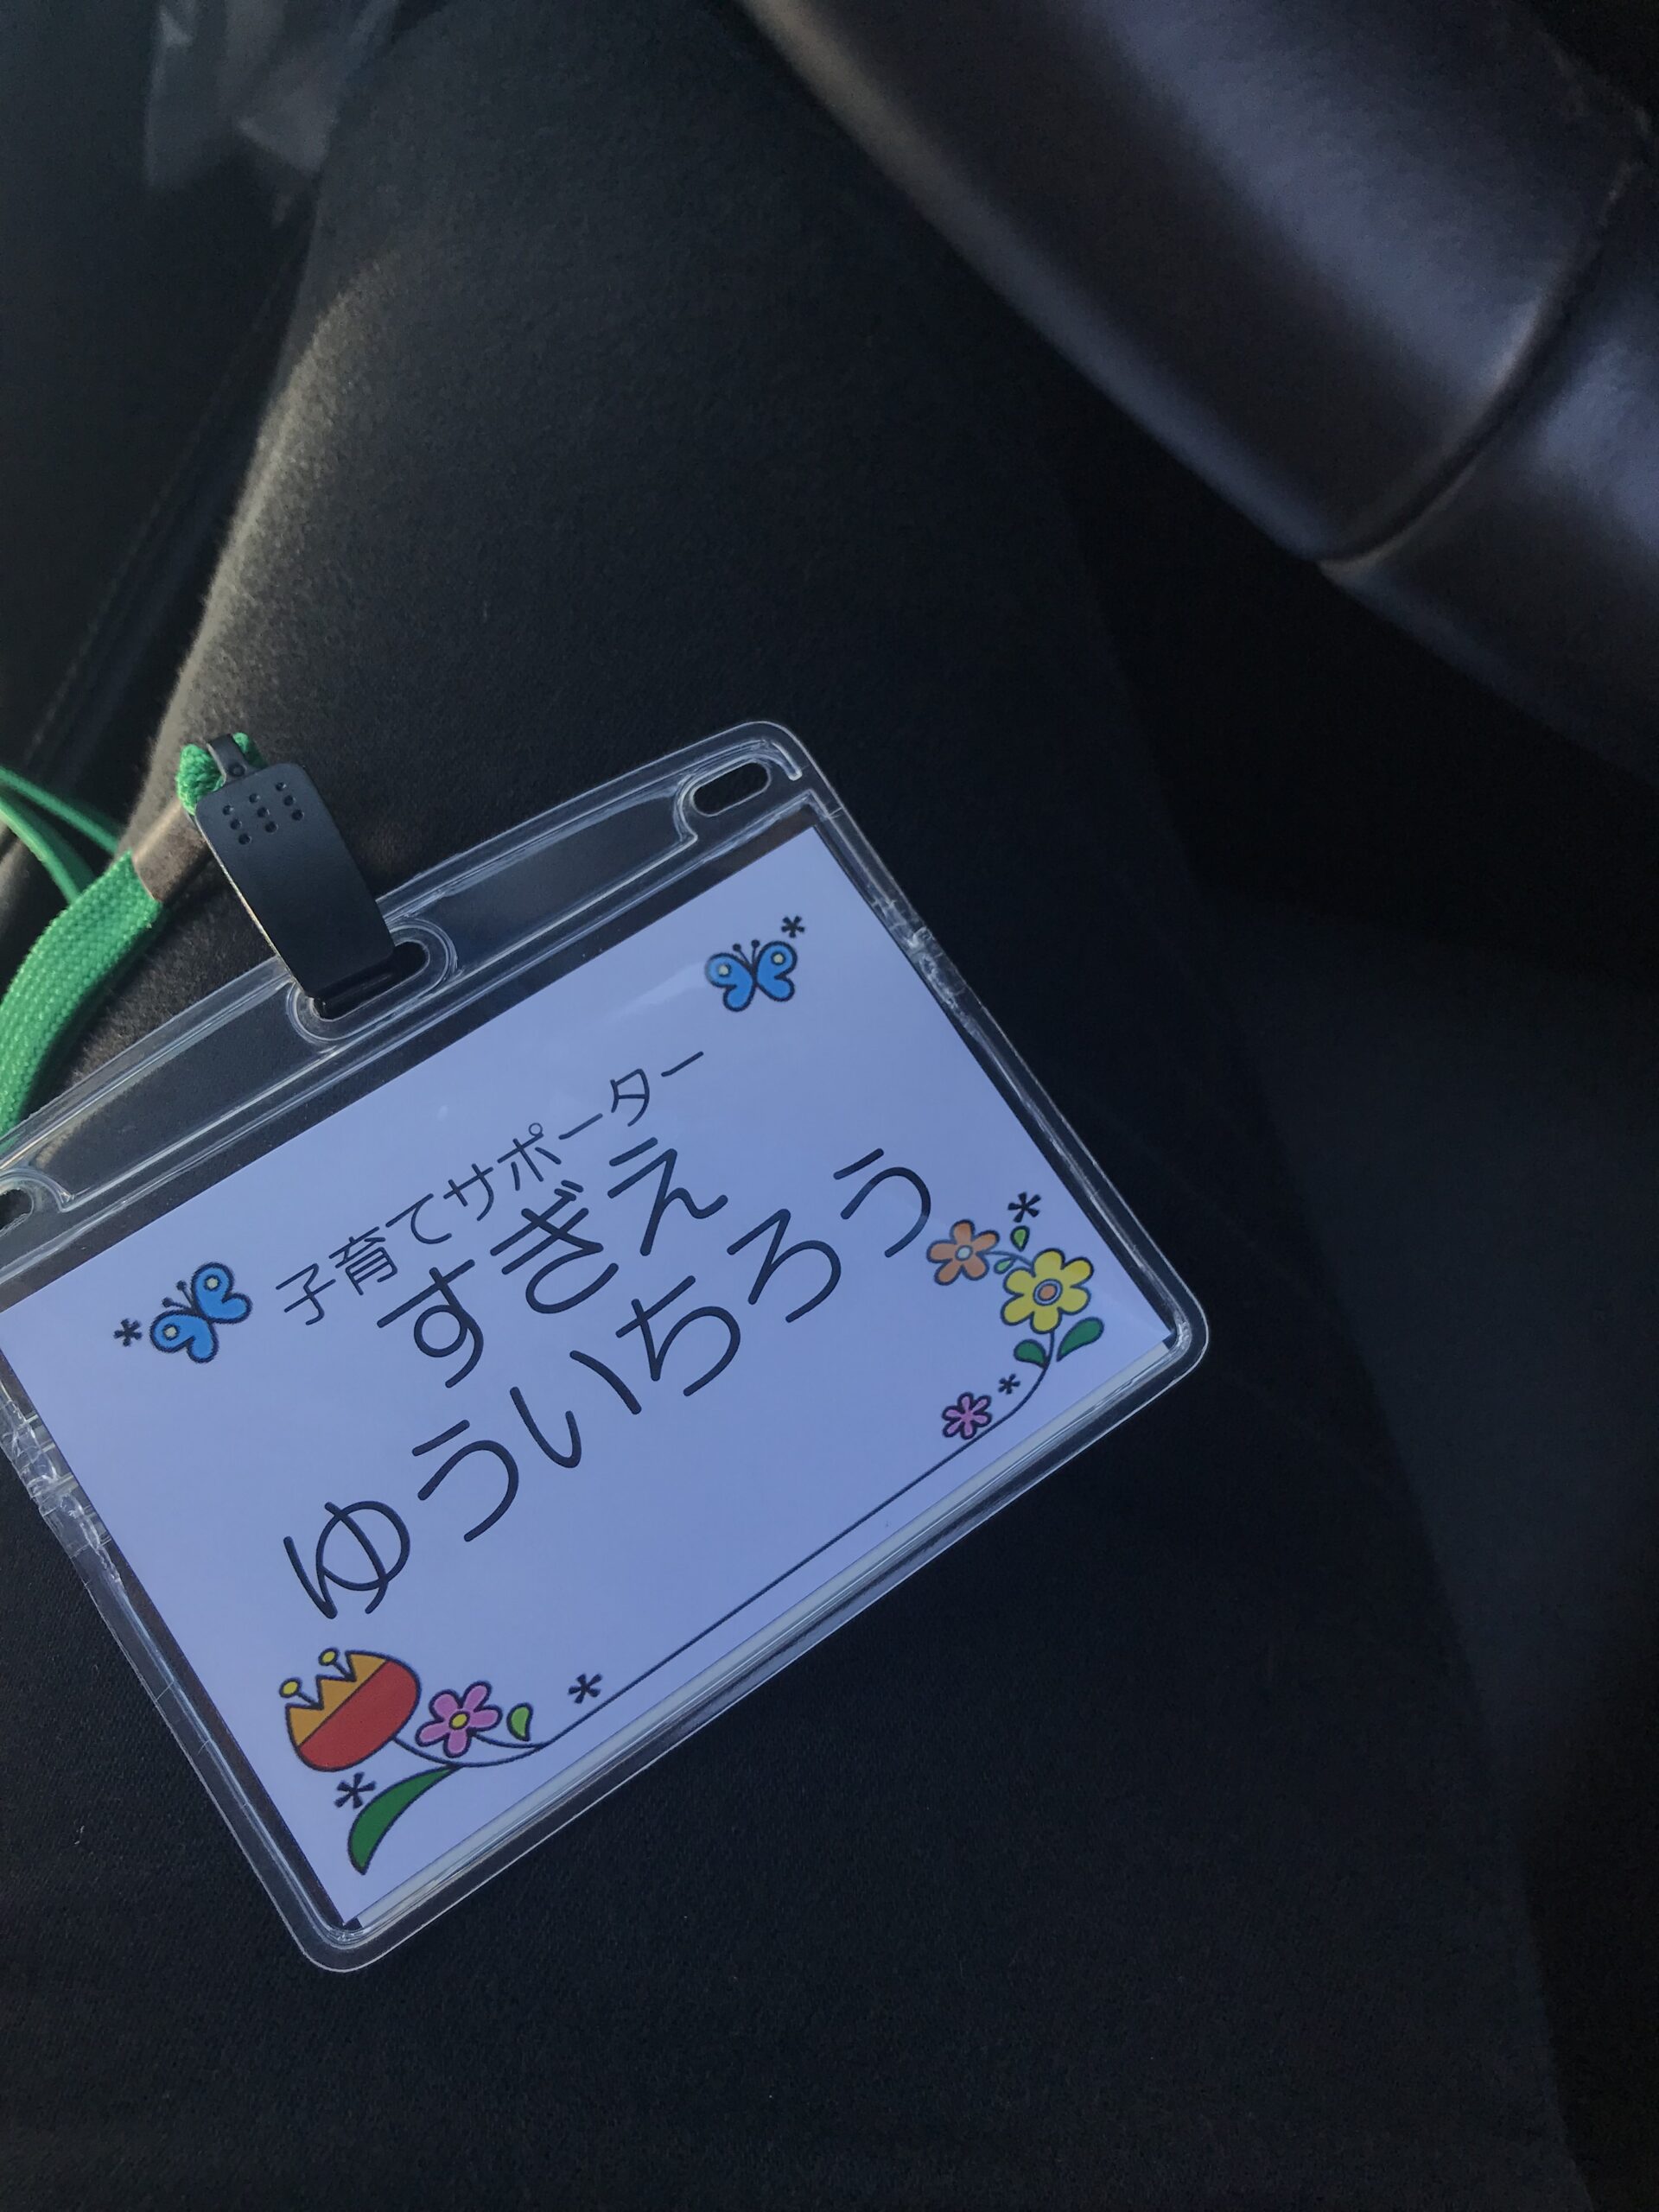 子育てサポーター
すぎえ
ゆういちろう